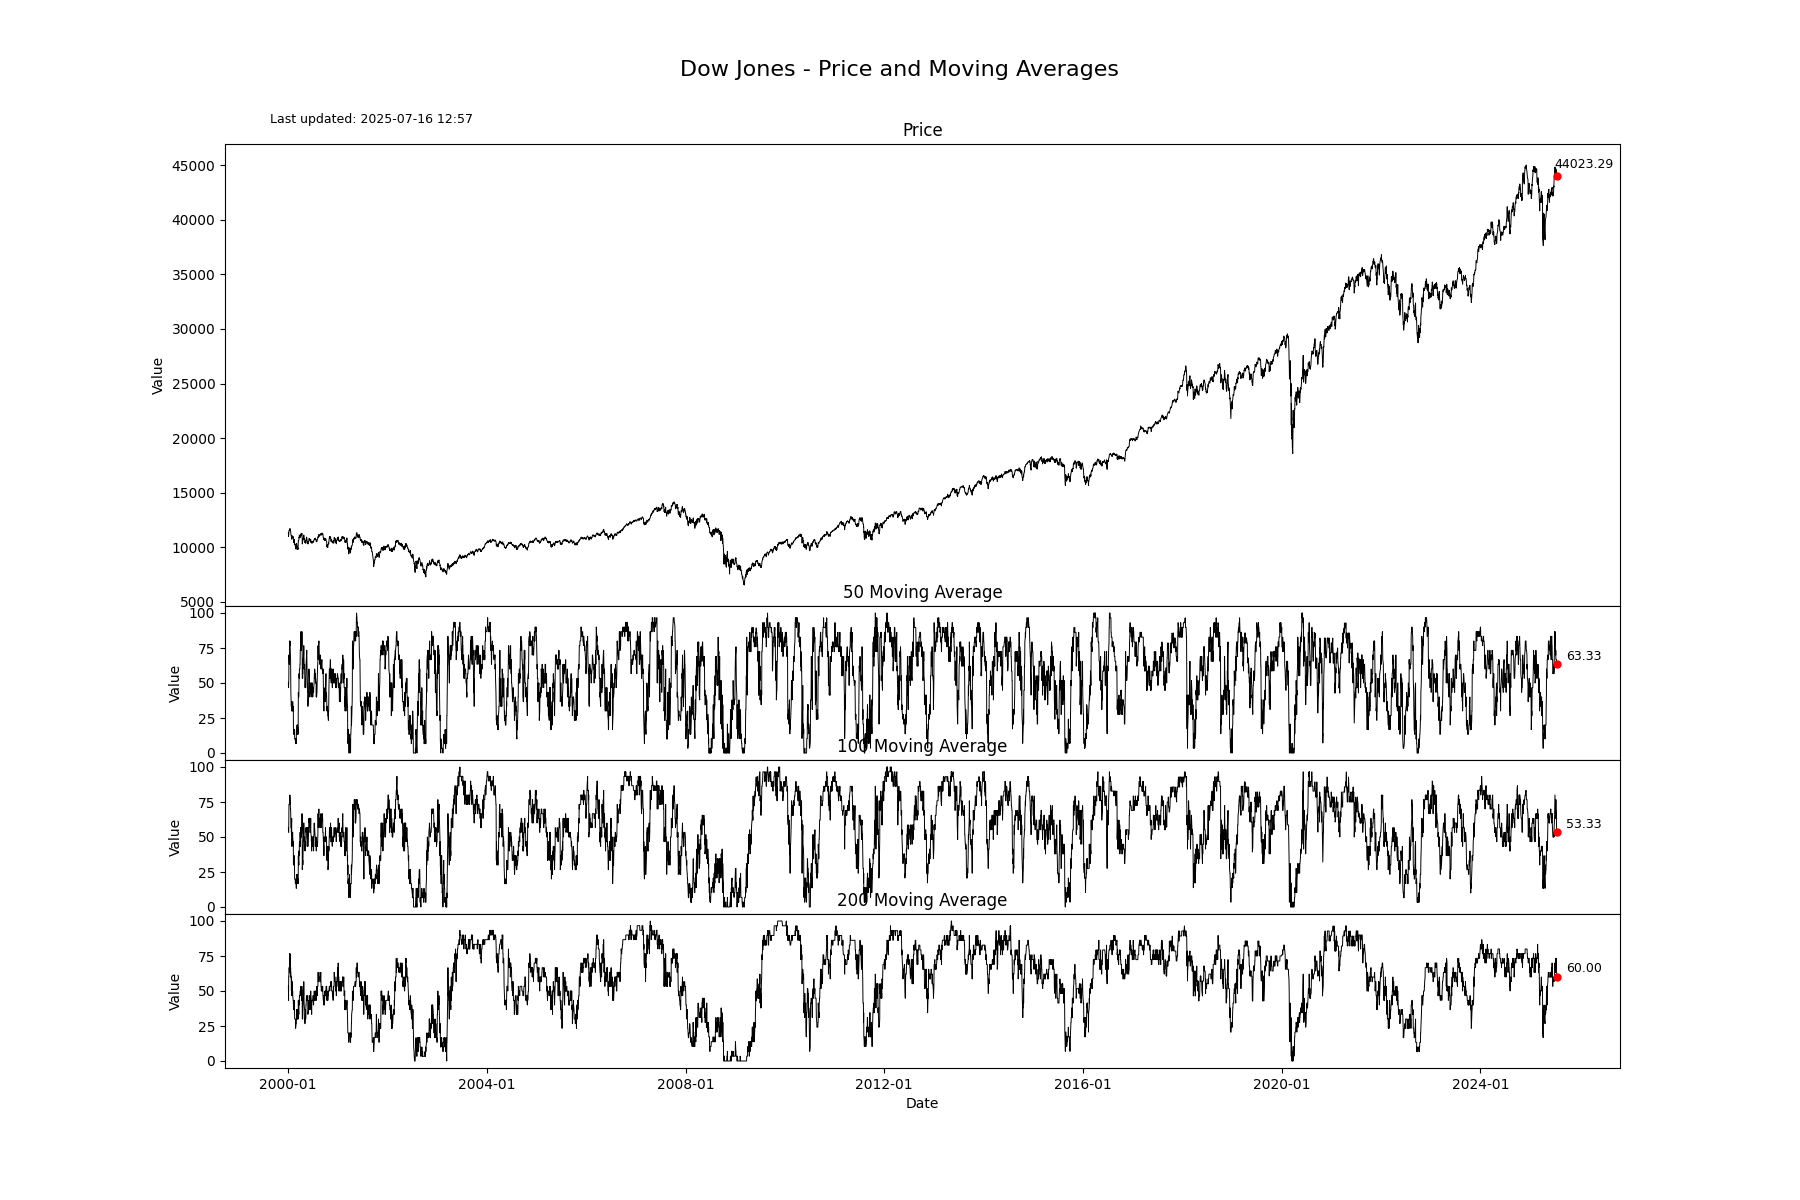 Dow Jones - Price and Moving Averages
Last updated: 2025-07-16 12:57
Price
45000
40000
35000
30000
25000
20000
15000
10000
5000
Value
44023.29
50 Moving Average
100
75
50
25
0
Value
63.33
100 Moving Average
100
75
50
25
0
Value
53.33
200 Moving Average
100
75
50
25
0
Value
60.00
2000-01 2004-01 2008-01 2012-01 2016-01 2020-01 2024-01
Date